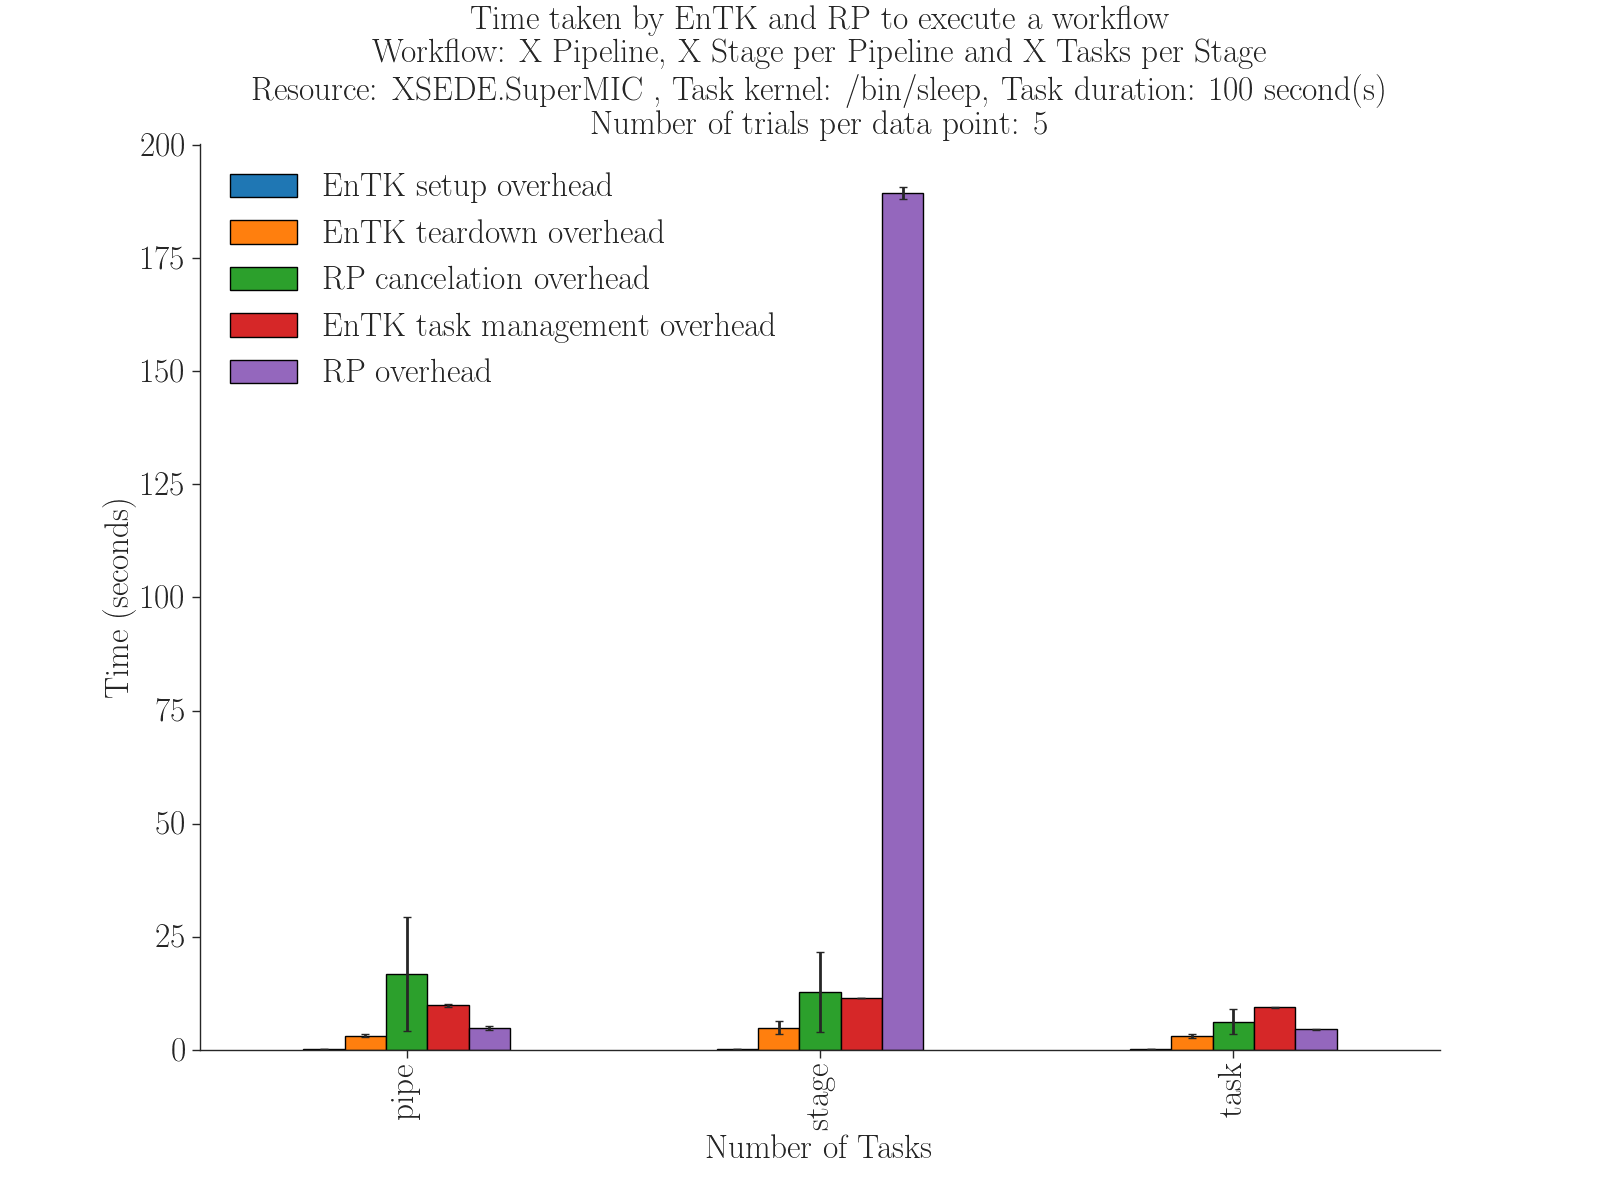 Time taken by EnTK and RP to execute a workflow
Workflow: X Pipeline, X Stage per Pipeline and X Tasks per Stage
Resource: XSEDE.SuperMIC , Task kernel: /bin/sleep, Task duration: 100 second(s)
Number of trials per data point: 5
200
175
150
125
100
75
50
25
0
Time (seconds)
EnTK setup overhead
EnTK teardown overhead
RP cancelation overhead
EnTK task management overhead
RP overhead
pipe
stage
task
Number of Tasks